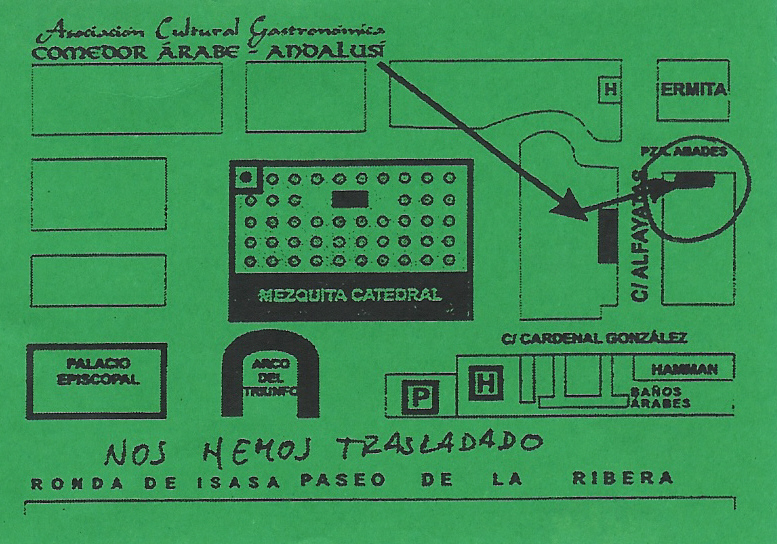 Asociación Cultural Gastronómica
COMEDOR ÁRABE - ANDALUSÍ
H
ERMITA
PZ/. ABADES
C/ ALFAYATAS
MEZQUITA CATEDRAL
C/ CARDENAL GONZÁLEZ
PALACIO
EPISCOPAL
ARCO
DEL
TRIUNFO
P
H
HAMMAN
BAÑOS
ARABES
NOS HEMOS TRASLADADO
RONDA DE ISASA PASEO DE LA RIBERA